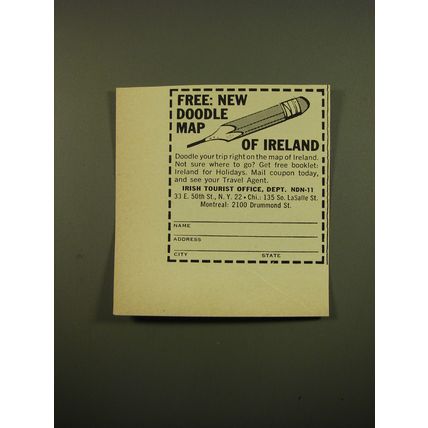 FREE: NEW
DOODLE
MAP
OF IRELAND
Doodle your trip right on the map of Ireland.
Not sure where to go? Get free booklet:
Ireland for Holidays. Mail coupon today,
and see your Travel Agent.
IRISH TOURIST OFFICE, DEPT. NDN-11
33 E. 50th St., N. Y. 22 • Chi.: 135 So. LaSalle St.
Montreal: 2100 Drummond St.
NAME
ADDRESS
CITY STATE